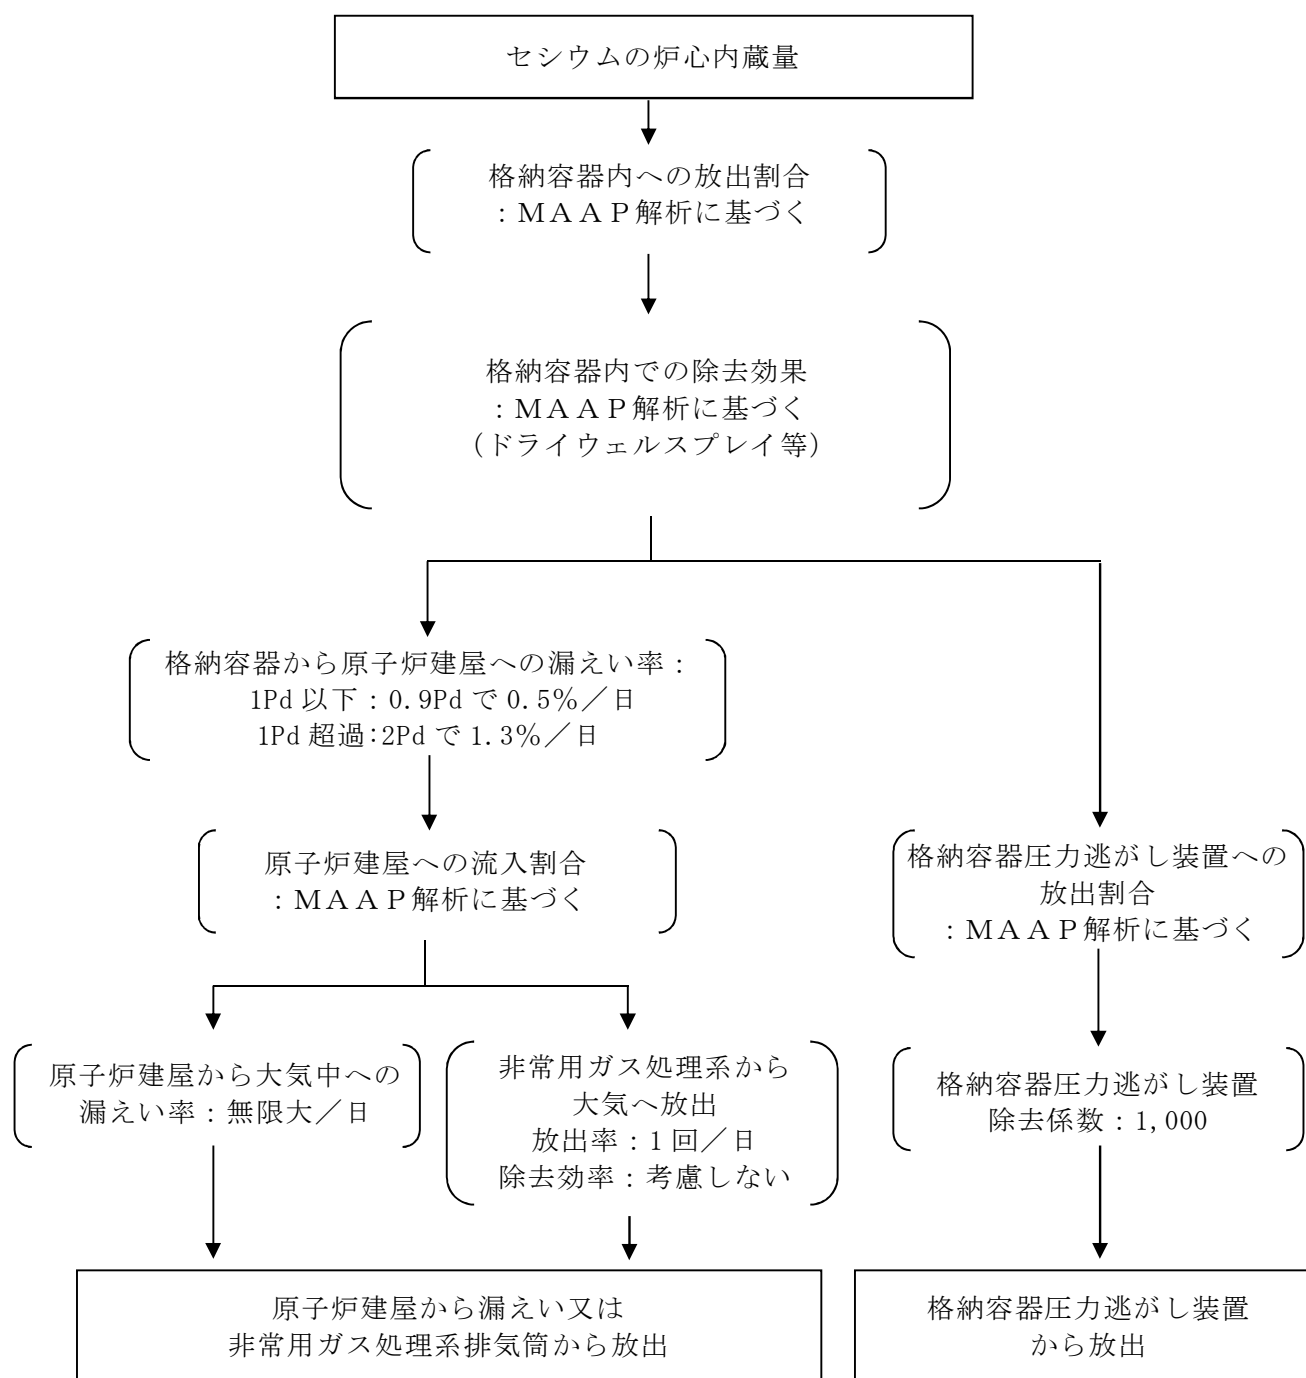 セシウムの炉心内蔵量
格納容器内への放出割合
：ＭＡＡＰ解析に基づく
格納容器内での除去効果
：ＭＡＡＰ解析に基づく
（ドライウェルスプレイ等）
格納容器から原子炉建屋への漏えい率：
1Pd 以下：0.9Pd で 0.5％／日
1Pd 超過：2Pd で 1.3％／日
原子炉建屋への流入割合
：ＭＡＡＰ解析に基づく
格納容器圧力逃がし装置への
放出割合
：ＭＡＡＰ解析に基づく
原子炉建屋から大気中への
漏えい率：無限大／日
非常用ガス処理系から
大気へ放出
放出率：1 回／日
除去効率：考慮しない
格納容器圧力逃がし装置
除去係数：1,000
原子炉建屋から漏えい又は
非常用ガス処理系排気筒から放出
格納容器圧力逃がし装置
から放出